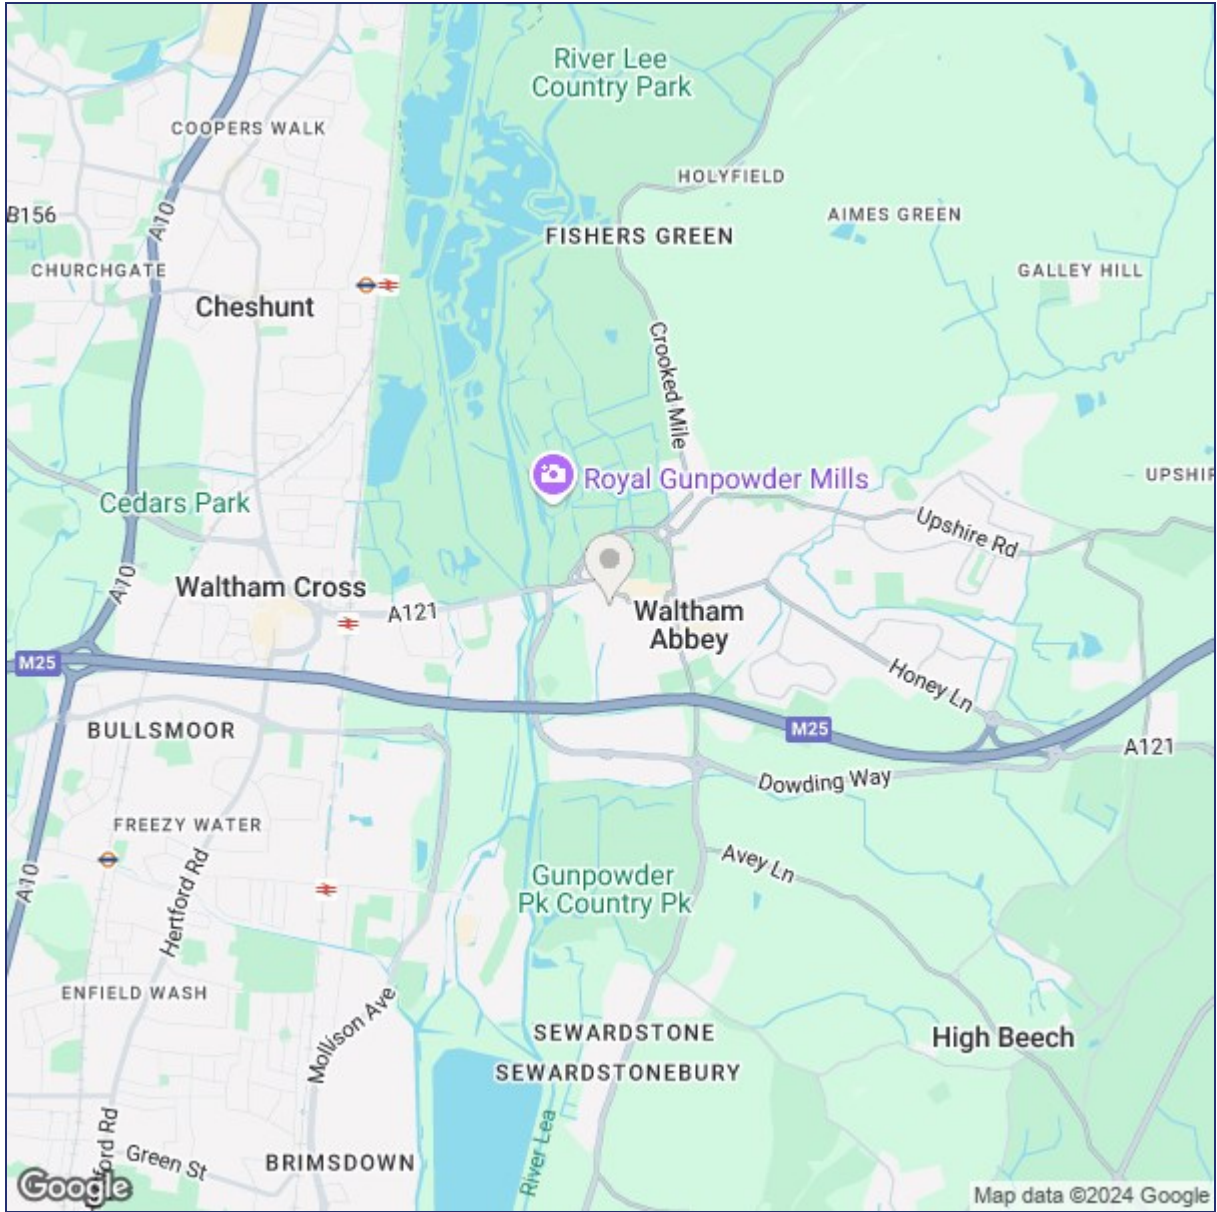 River Lee
Country Park
COOPERS WALK
HOLYFIELD
B156
A10
AIMES GREEN
FISHERS GREEN
CHURCHGATE
GALLEY HILL
Cheshunt
Crooked Mile
Royal Gunpowder Mills
UPSHIR
Cedars Park
Upshire Rd
A10
Waltham Cross
A121
Waltham
Abbey
M25
Honey Ln
BULLSMOOR
M25
A121
Dowding Way
FREEZY WATER
A10
Hertford Rd
Avey Ln
Gunpowder
Pk Country Pk
ENFIELD WASH
Mollison Ave
SEWARDSTONE
High Beech
SEWARDSTONEBURY
River Lea
ford Rd
Green St
BRIMSDOWN
Google
Map data ©2024 Google